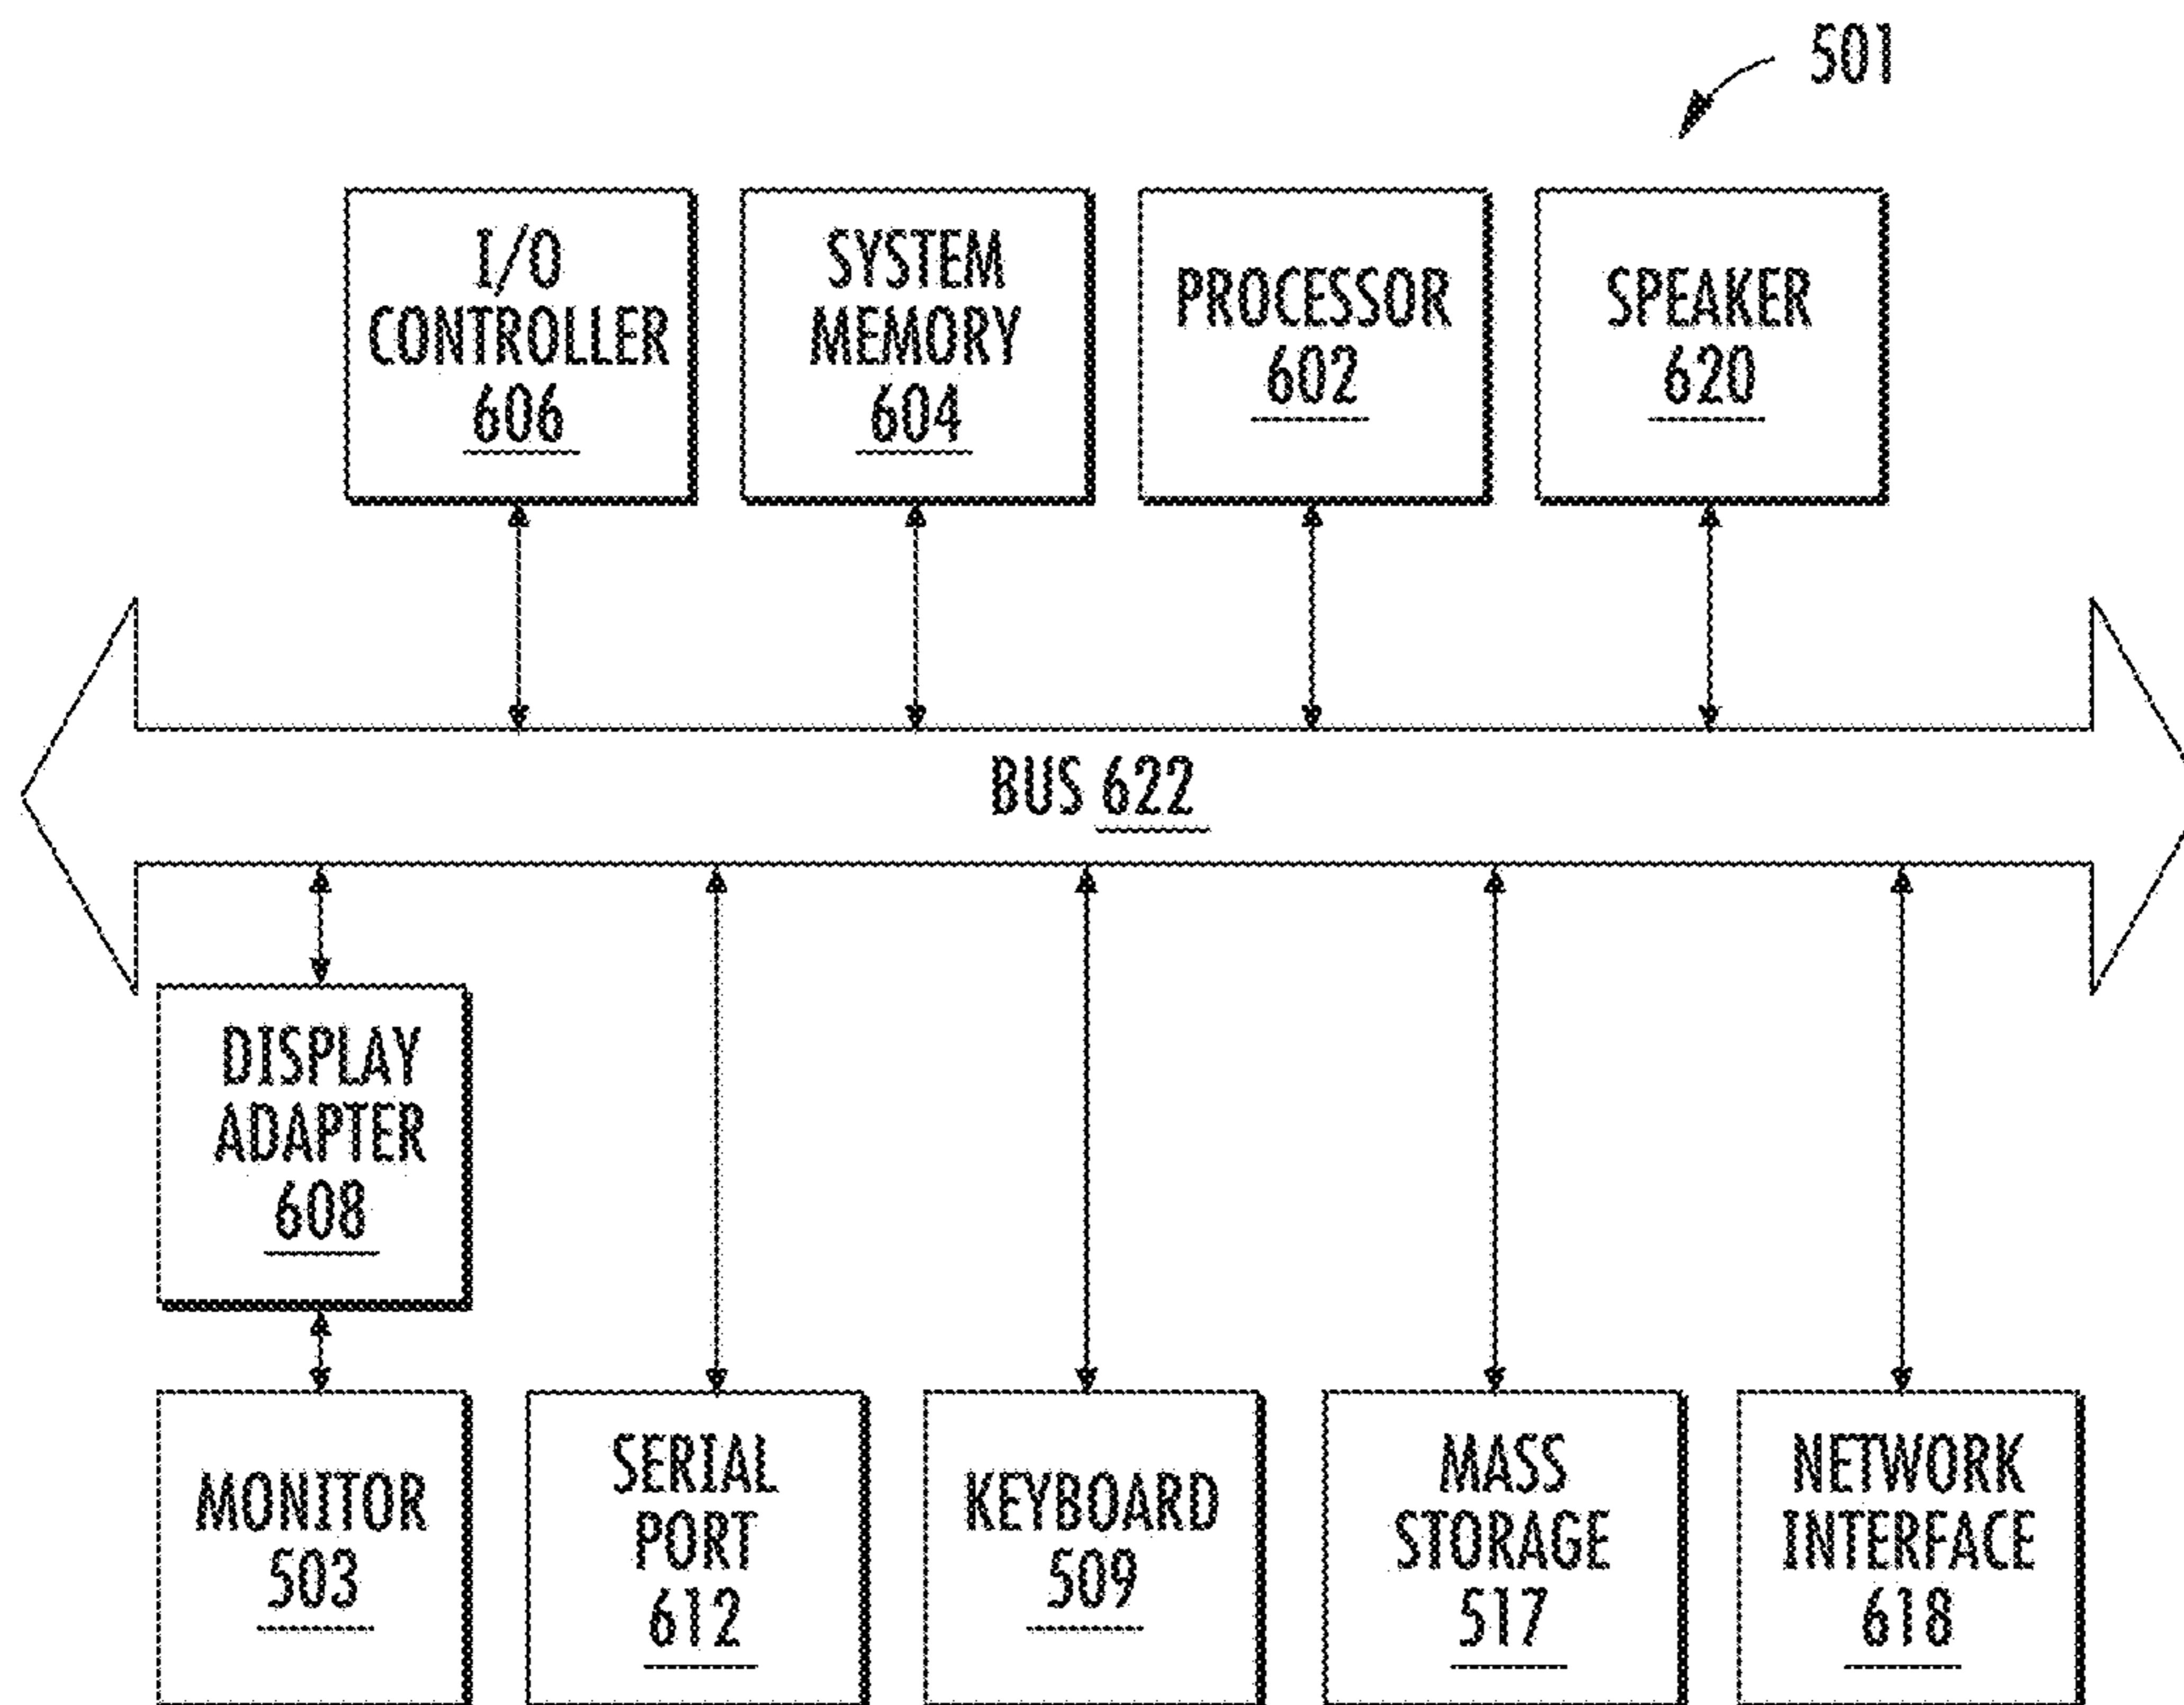 501
I/O
CONTROLLER
606
SYSTEM
MEMORY
604
PROCESSOR
602
SPEAKER
620
BUS 622
DISPLAY
ADAPTER
608
MONITOR
503
SERIAL
PORT
612
KEYBOARD
509
MASS
STORAGE
517
NETWORK
INTERFACE
618